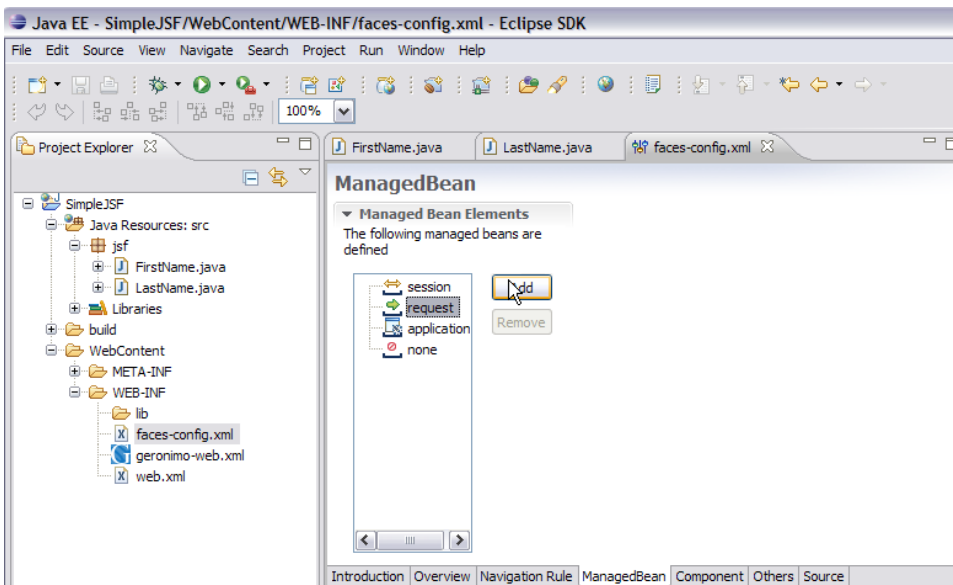 Java EE - SimpleJSF/WebContent/WEB-INF/faces-config.xml - Eclipse SDK
File Edit Source View Navigate Search Project Run Window Help
100%
Project Explorer
FirstName.java
LastName.java
faces-config.xml
SimpleJSF
Java Resources: src
jsf
FirstName.java
LastName.java
Libraries
build
WebContent
META-INF
WEB-INF
lib
faces-config.xml
geronimo-web.xml
web.xml
ManagedBean
Managed Bean Elements
The following managed beans are
defined
session
request
application
none
Add
Remove
Introduction Overview Navigation Rule ManagedBean Component Others Source